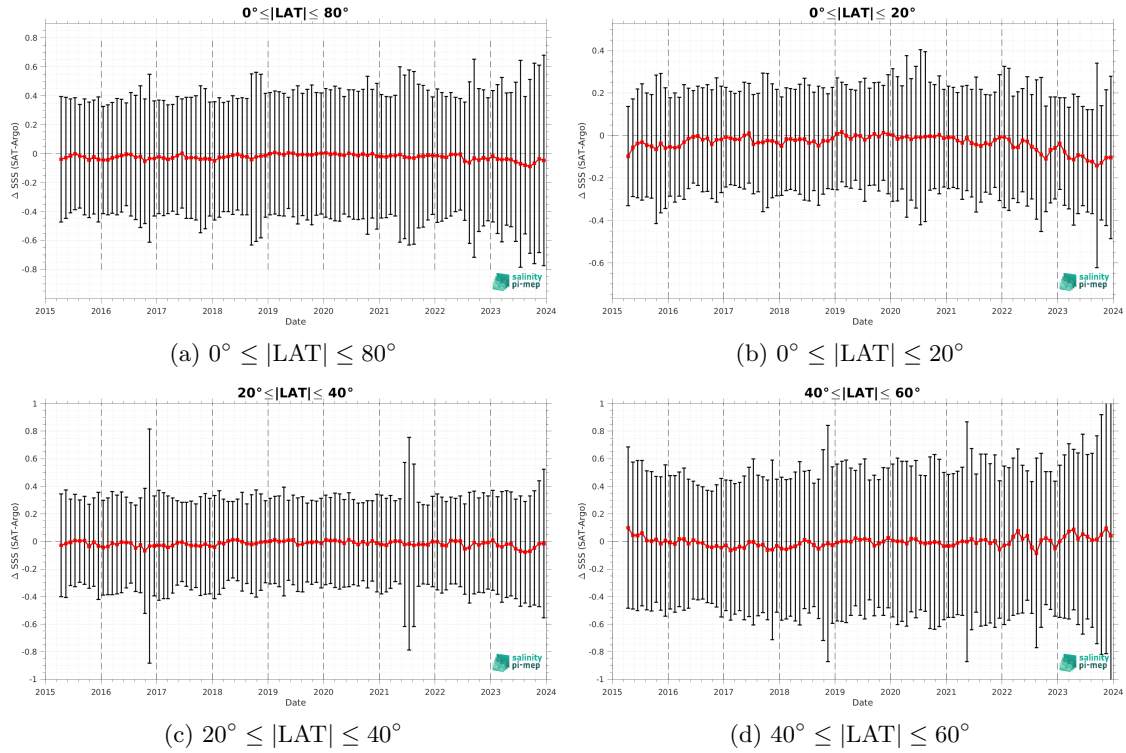 0°≤|LAT|≤ 80°
0.8
0.6
0.4
0.2
0
-0.2
-0.4
-0.6
-0.8
Δ SSS (SAT-Argo)
2015 2016 2017 2018 2019 2020 2021 2022 2023 2024
Date
salinity
pi-mep
(a) 0° ≤ |LAT| ≤ 80°
0°≤|LAT|≤ 20°
0.4
0.2
0
-0.2
-0.4
-0.6
Δ SSS (SAT-Argo)
2015 2016 2017 2018 2019 2020 2021 2022 2023 2024
Date
salinity
pi-mep
(b) 0° ≤ |LAT| ≤ 20°
20°≤|LAT|≤ 40°
1
0.8
0.6
0.4
0.2
0
-0.2
-0.4
-0.6
-0.8
-1
Δ SSS (SAT-Argo)
2015 2016 2017 2018 2019 2020 2021 2022 2023 2024
Date
salinity
pi-mep
(c) 20° ≤ |LAT| ≤ 40°
40°≤|LAT|≤ 60°
1
0.8
0.6
0.4
0.2
0
-0.2
-0.4
-0.6
-0.8
-1
Δ SSS (SAT-Argo)
2015 2016 2017 2018 2019 2020 2021 2022 2023 2024
Date
salinity
pi-mep
(d) 40° ≤ |LAT| ≤ 60°